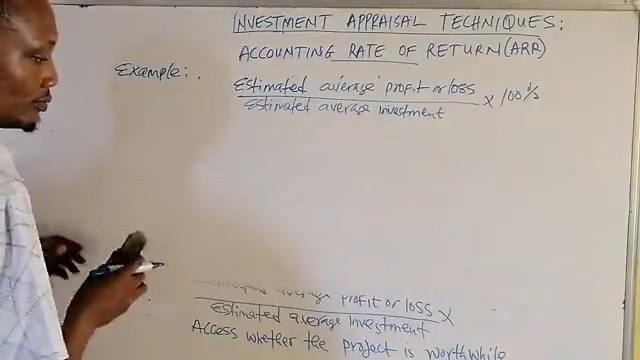 INVESTMENT APPRAISAL TECHNIQUES:
ACCOUNTING RATE OF RETURN (ARR)
Example:.
Estimated average profit or loss
Estimated average investment
X 100%
average profit or loss
Estimated average investment X
Access whether the project is worthwhile